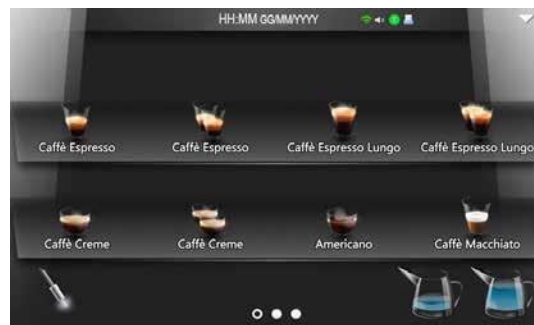 HH:MM GG/MM/YYYY
Caffè Espresso Caffè Espresso Caffè Espresso Lungo Caffè Espresso Lungo
Caffè Creme Caffè Creme Americano Caffè Macchiato